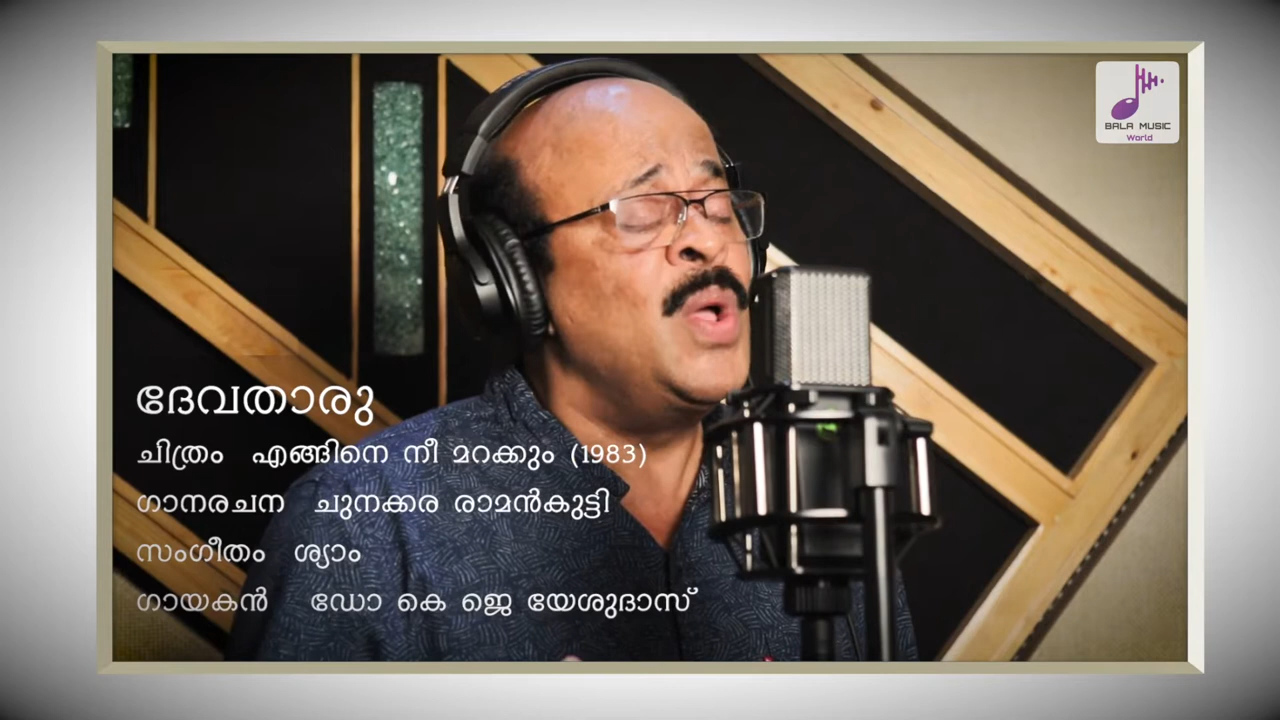 BALA MUSIC
World
ദേവതാരു
ചിത്രം എങ്ങിനെ നീ മറക്കും (1983)
ഗാനരചന ചുനക്കര രാമൻകുട്ടി
സംഗീതം ശ്യാം
ഗായകൻ ഡോ കെ ജെ യേശുദാസ്